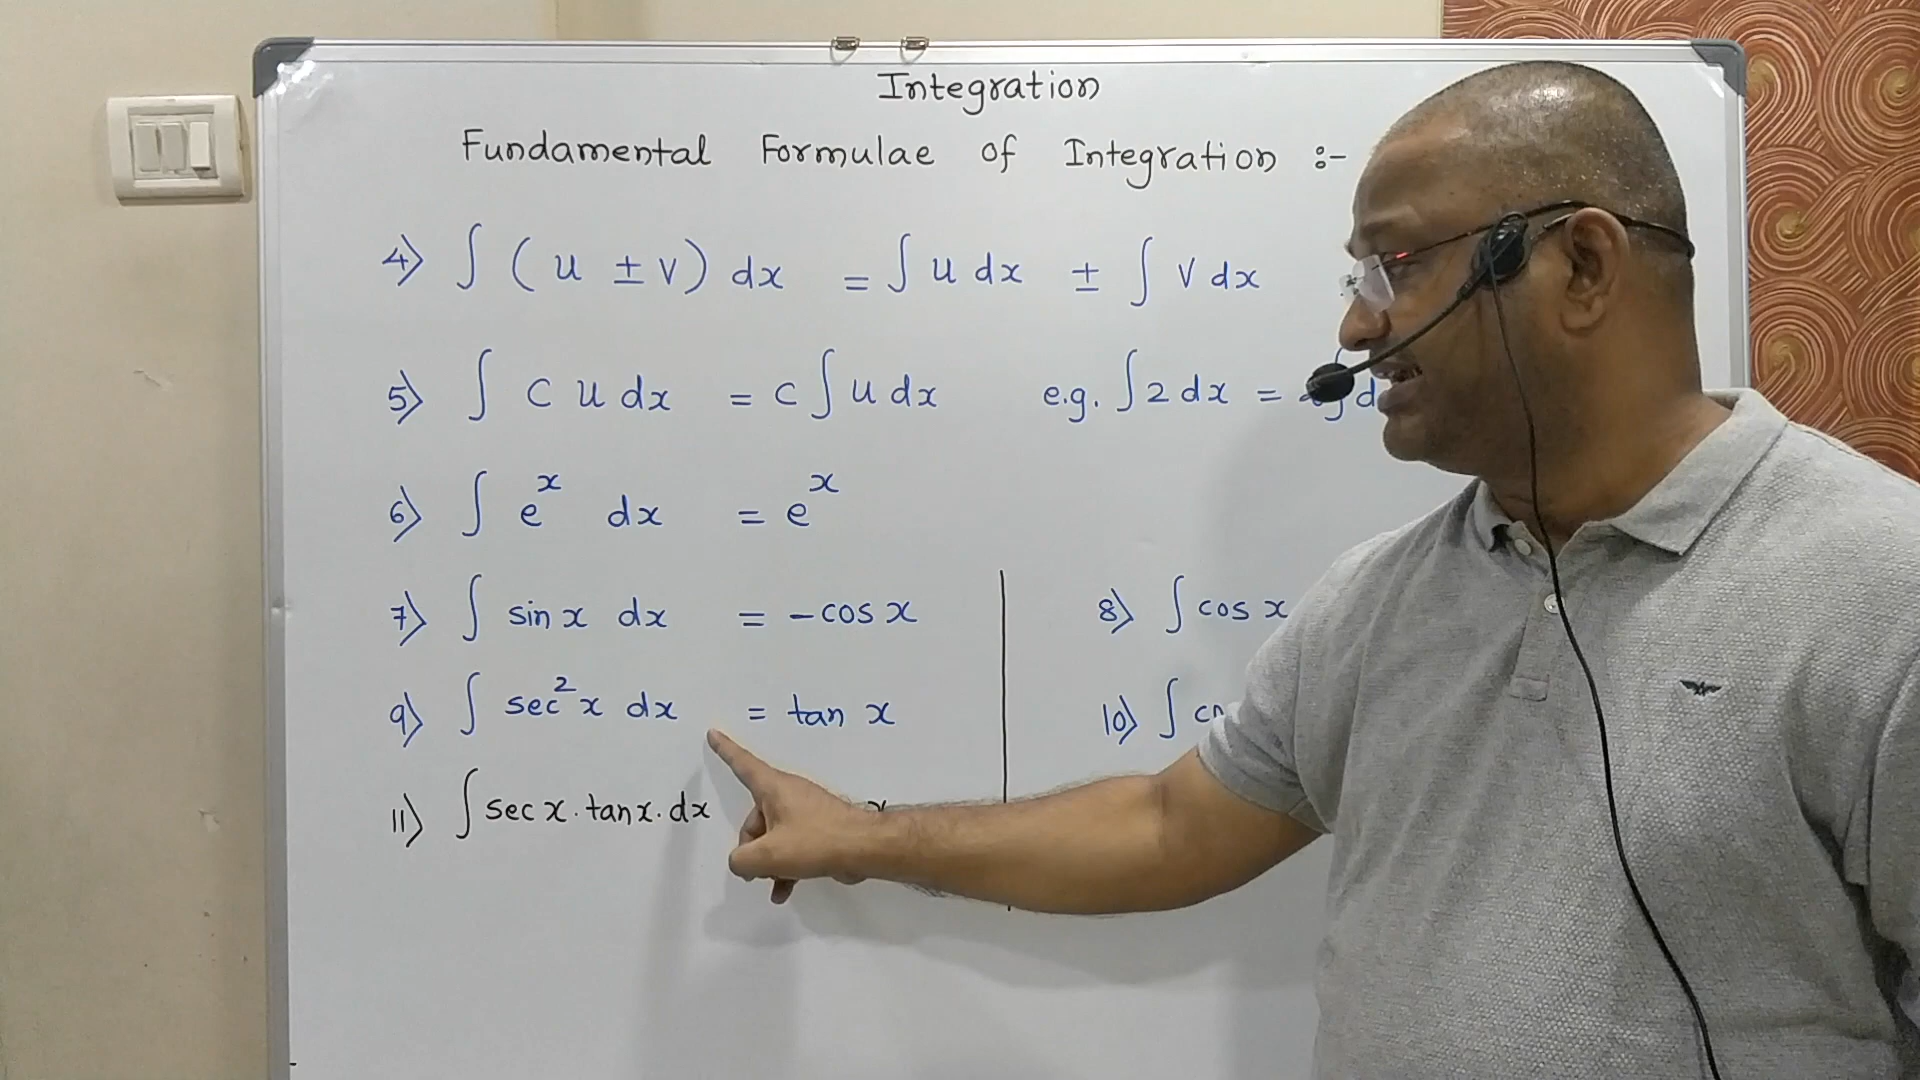 Integration
Fundamental Formulae of Integration :-
4) ∫ ( u ± v ) dx = ∫ u dx ± ∫ v dx
5) ∫ c u dx = c ∫ u dx e.g. ∫ 2 dx = ∫ d
6) ∫ e^x dx = e^x
7) ∫ sin x dx = - cos x
8) ∫ cos x
9) ∫ sec² x dx = tan x
10) ∫
11) ∫ sec x . tan x . dx x